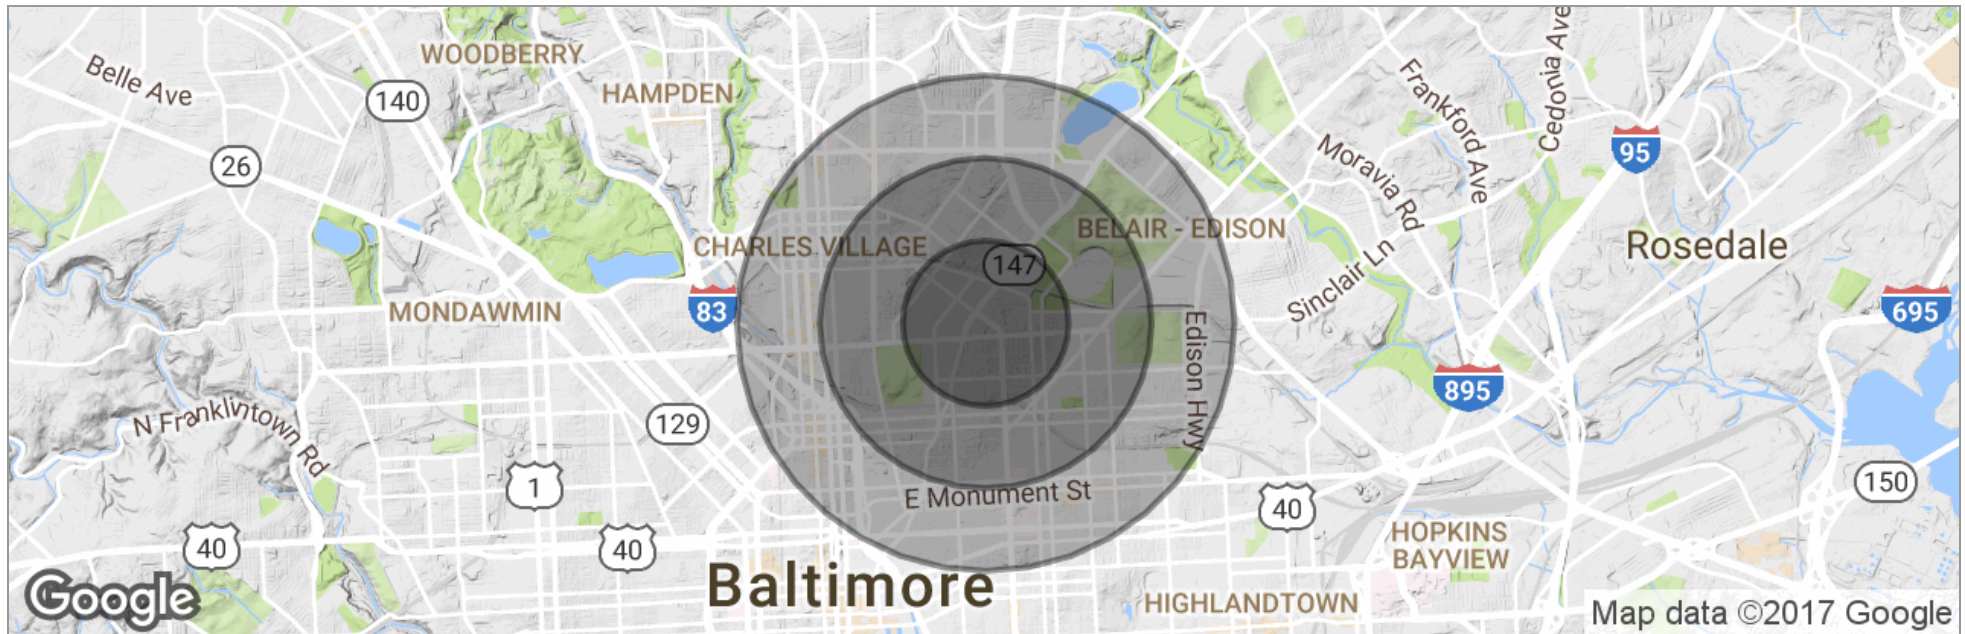 WOODBERRY
Belle Ave
140
HAMPDEN
26
Frankford Ave
Cedonia Ave
95
Moravia Rd
CHARLES VILLAGE
BELAIR - EDISON
147
Rosedale
Sinclair Ln
MONDAWMIN
83
Edison Hwy
695
895
N Franklintown Rd
129
1
E Monument St
150
40
40
40
HOPKINS
BAYVIEW
Baltimore
HIGHLANDTOWN
Google
Map data ©2017 Google